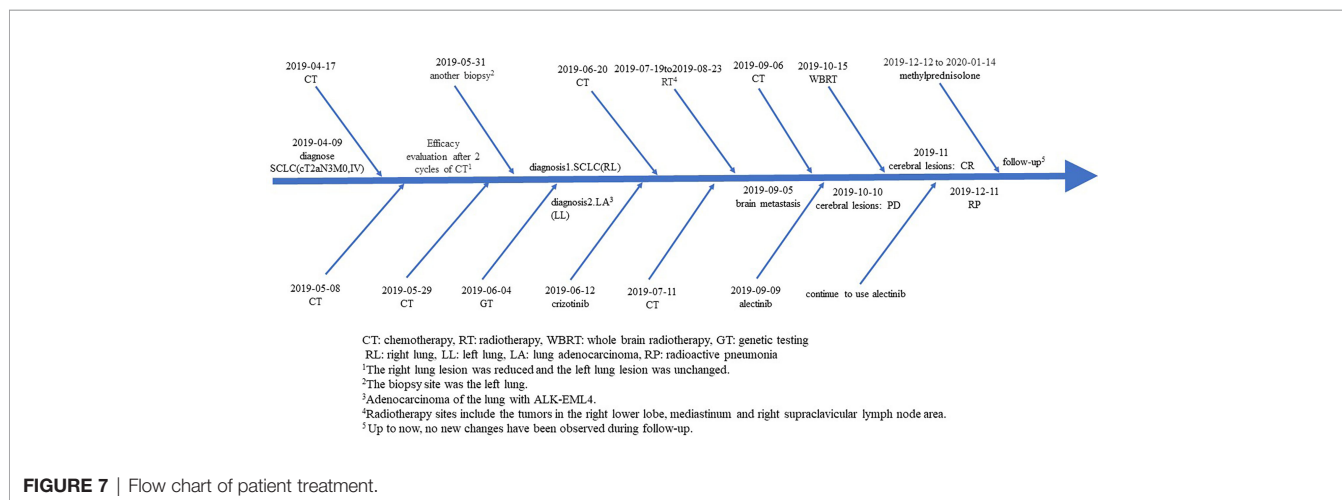 2019-04-17
CT
2019-05-31
another biopsy2
2019-06-20
CT
2019-07-19to2019-08-23
RT4
2019-09-06
CT
2019-10-15
WBRT
2019-12-12 to 2020-01-14
methylprednisolone
2019-04-09
diagnose
SCLC(cT2aN3M0,IV)
Efficacy
evaluation after 2
cycles of CT1
diagnosis1.SCLC(RL)
2019-11
cerebral lesions: CR
follow-up5
diagnosis2.LA3
(LL)
2019-09-05
brain metastasis
2019-10-10
cerebral lesions: PD
2019-12-11
RP
2019-05-08
CT
2019-05-29
CT
2019-06-04
GT
2019-06-12
crizotinib
2019-07-11
CT
2019-09-09
alectinib
continue to use alectinib
CT: chemotherapy, RT: radiotherapy, WBRT: whole brain radiotherapy, GT: genetic testing
RL: right lung, LL: left lung, LA: lung adenocarcinoma, RP: radioactive pneumonia
1The right lung lesion was reduced and the left lung lesion was unchanged.
2The biopsy site was the left lung.
3Adenocarcinoma of the lung with ALK-EML4.
4Radiotherapy sites include the tumors in the right lower lobe, mediastinum and right supraclavicular lymph node area.
5Up to now, no new changes have been observed during follow-up.
FIGURE 7 | Flow chart of patient treatment.